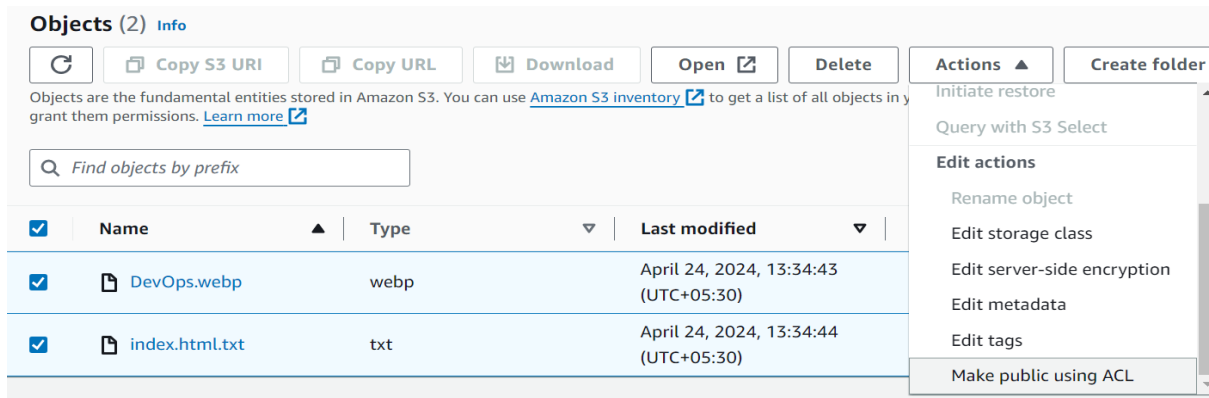 Objects (2) Info
Copy S3 URI Copy URL Download Open Delete Actions Create folder
Objects are the fundamental entities stored in Amazon S3. You can use Amazon S3 inventory to get a list of all objects in y
grant them permissions. Learn more
Find objects by prefix
Name Type Last modified
DevOps.webp webp April 24, 2024, 13:34:43
(UTC+05:30)
index.html.txt txt April 24, 2024, 13:34:44
(UTC+05:30)
Initiate restore
Query with S3 Select
Edit actions
Rename object
Edit storage class
Edit server-side encryption
Edit metadata
Edit tags
Make public using ACL